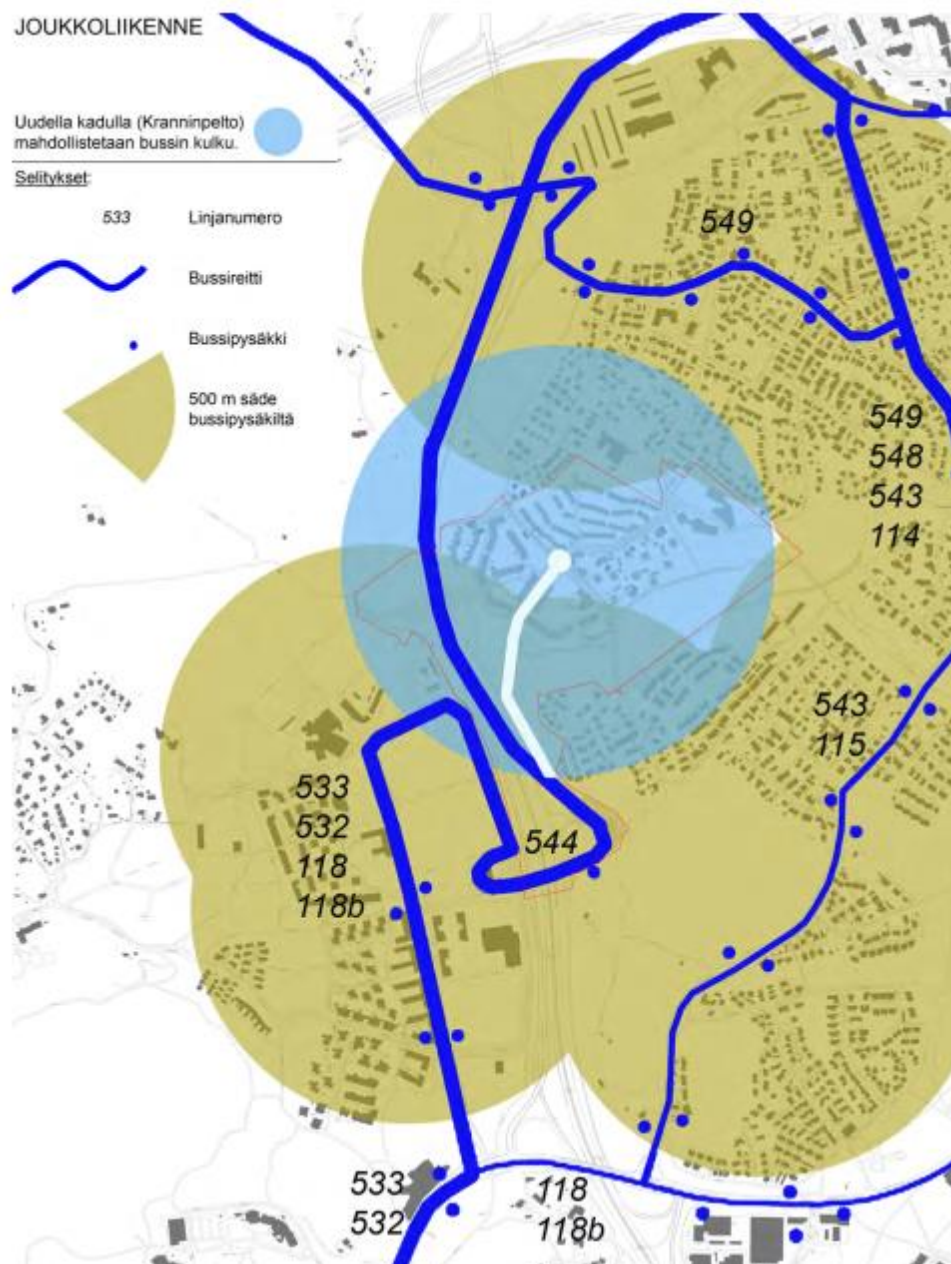 JOUKKOLIIKENNE
Uudella kadulla (Kranninpelto)
mahdollistetaan bussin kulku.
Selitykset:
533 Linjanumero
Bussireitti
Bussipysäkki
500 m säde
bussipysäkiltä
549
549
548
543
114
543
115
533
532
118
118b
544
533
532
118
118b